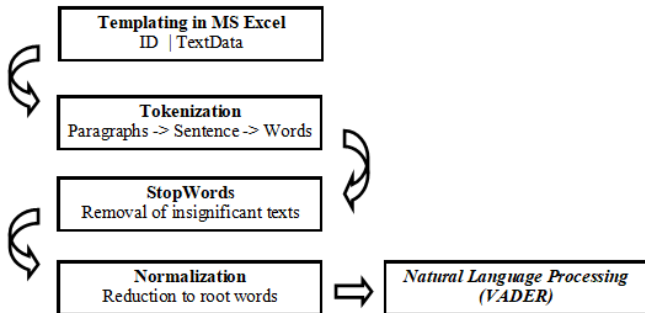 Templating in MS Excel
ID | TextData
Tokenization
Paragraphs -> Sentence -> Words
StopWords
Removal of insignificant texts
Normalization
Reduction to root words
Natural Language Processing
(VADER)